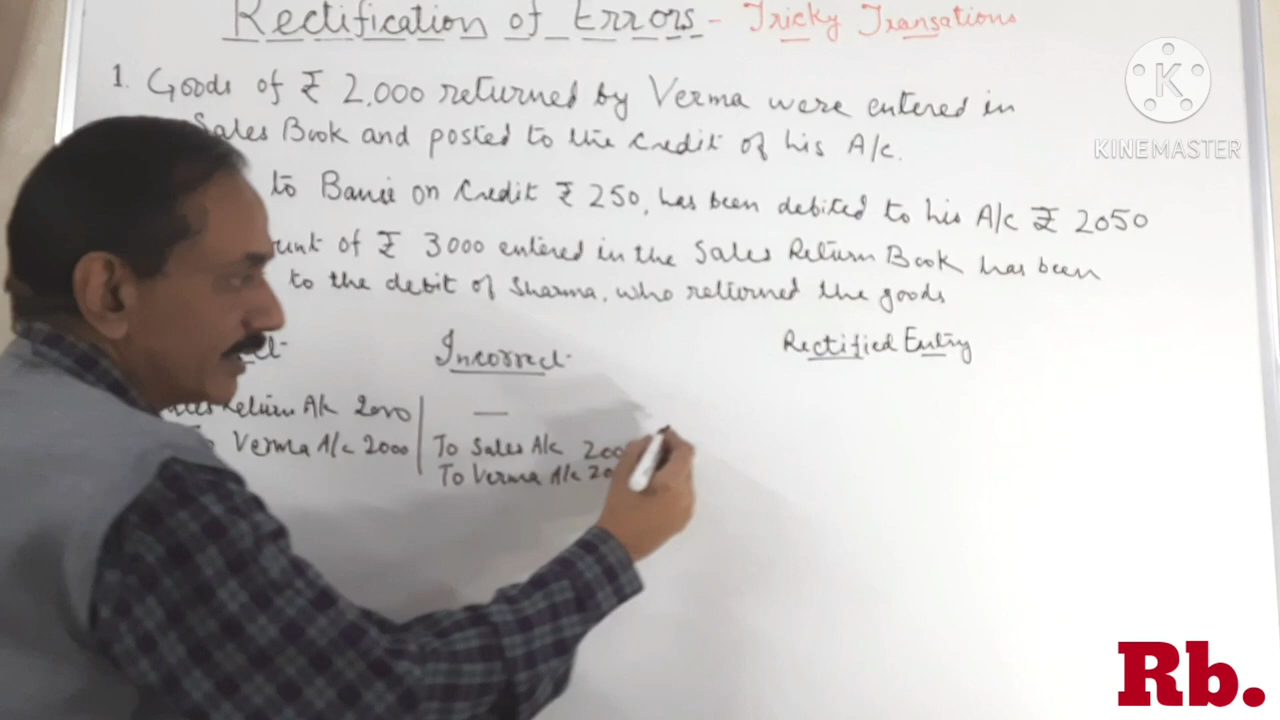 Rectification of Errors - Tricky Transations
1. Goods of ₹ 2,000 returned by Verma were entered in
Sales Book and posted to the credit of his A/c.
to on Credit ₹ 250, has been debited to his A/c ₹ 2050
of ₹ 3000 entered in the Sales Return Book has been
to the debit of Sharma, who returned the goods
Incorrect
Rectified Entry
Return A/c 2000
Verma A/c 2000
To Sales A/c
To Verma A/c
KINEMASTER
Rb.